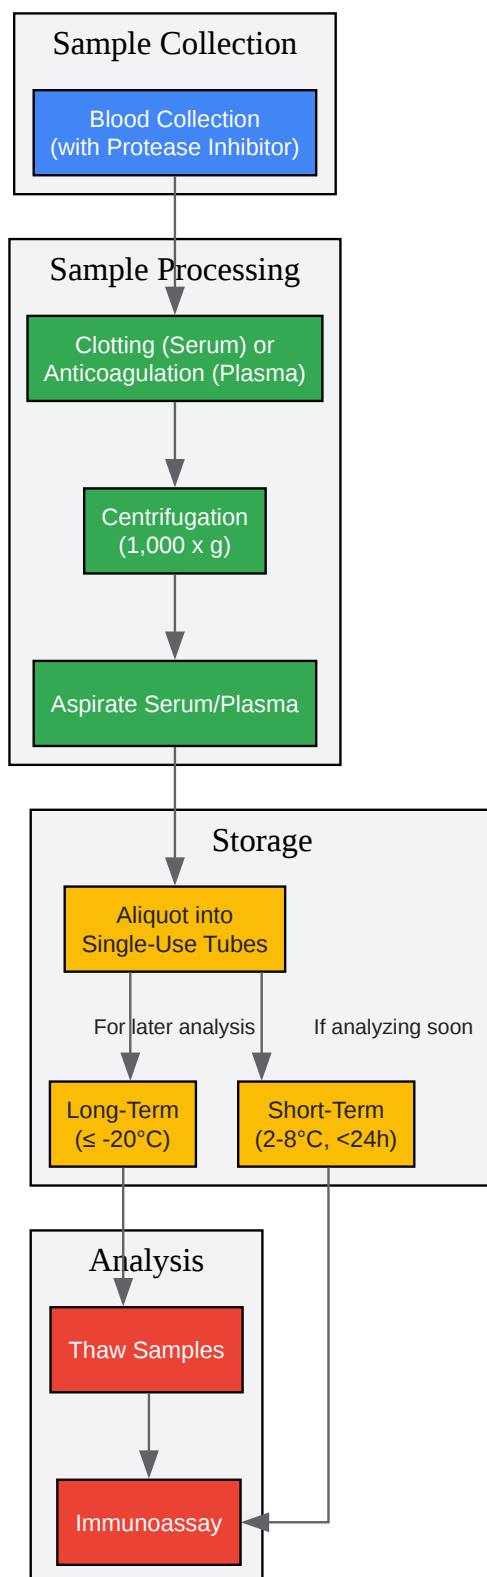 Sample Collection
Blood Collection
(with Protease Inhibitor)
Sample Processing
Clotting (Serum) or
Anticoagulation (Plasma)
Centrifugation
(1,000 x g)
Aspirate Serum/Plasma
Storage
Aliquot into
Single-Use Tubes
For later analysis
If analyzing soon
Long-Term
(≤ -20°C)
Short-Term
(2-8°C, <24h)
Analysis
Thaw Samples
Immunoassay